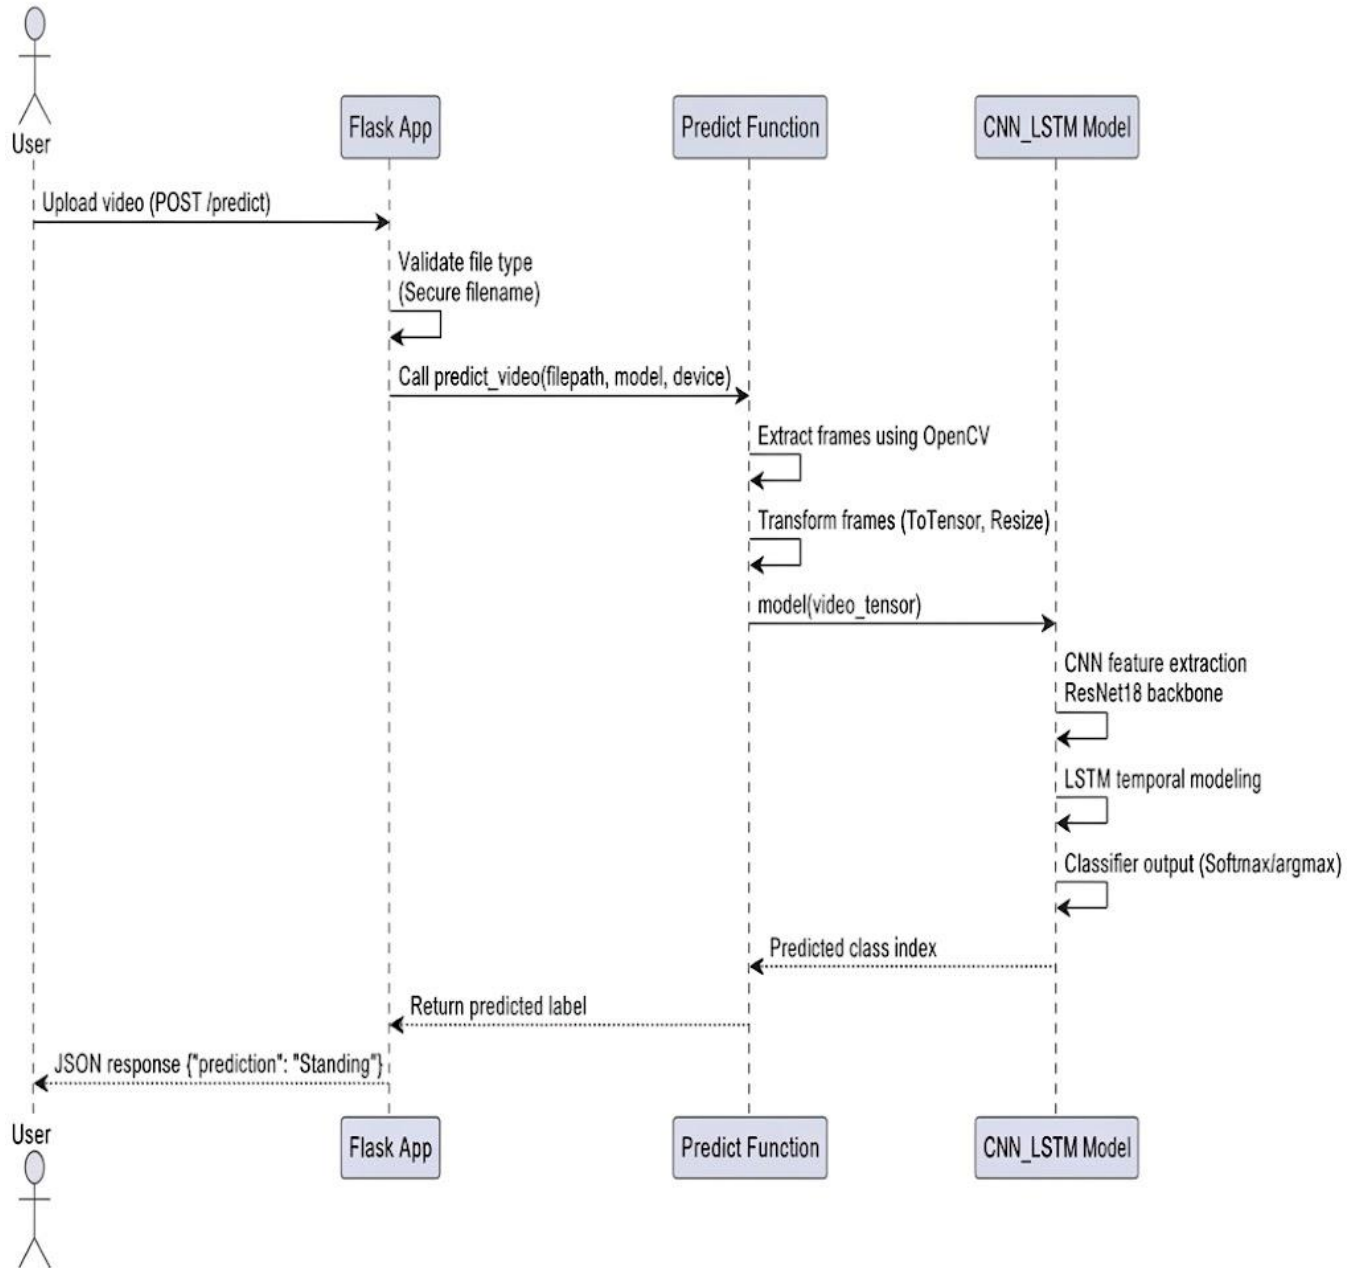 User
Flask App
Predict Function
CNN_LSTM Model
Upload video (POST /predict)
Validate file type
(Secure filename)
Call predict_video(filepath, model, device)
Extract frames using OpenCV
Transform frames (ToTensor, Resize)
model(video_tensor)
CNN feature extraction
ResNet18 backbone
LSTM temporal modeling
Classifier output (Softmax/argmax)
Predicted class index
Return predicted label
JSON response {"prediction": "Standing"}
User
Flask App
Predict Function
CNN_LSTM Model